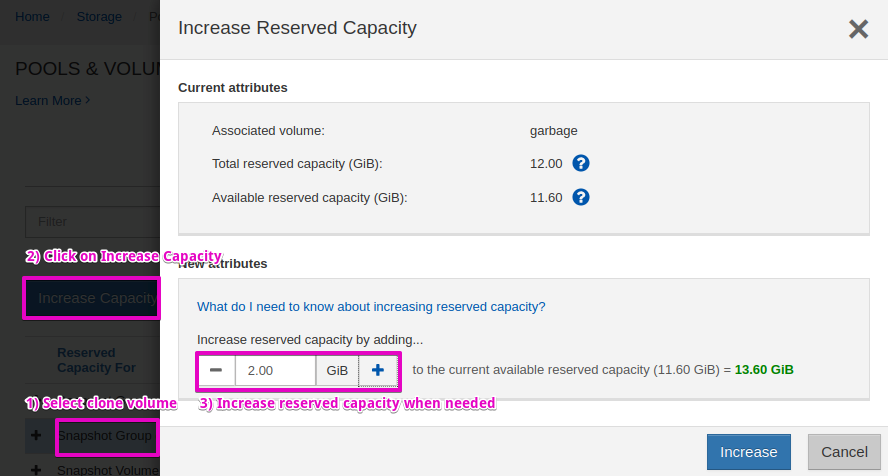 Home / Storage / P
POOLS & VOLUM
Learn More >
Filter
2) Click on Increase Capacity
Increase Capacity
Reserved
Capacity For
1) Select clone volume
Snapshot Group
Snapshot Volume
Increase Reserved Capacity
Current attributes
Associated volume: garbage
Total reserved capacity (GiB): 12.00
Available reserved capacity (GiB): 11.60
New attributes
What do I need to know about increasing reserved capacity?
Increase reserved capacity by adding...
2.00 GiB to the current available reserved capacity (11.60 GiB) = 13.60 GiB
3) Increase reserved capacity when needed
Increase Cancel